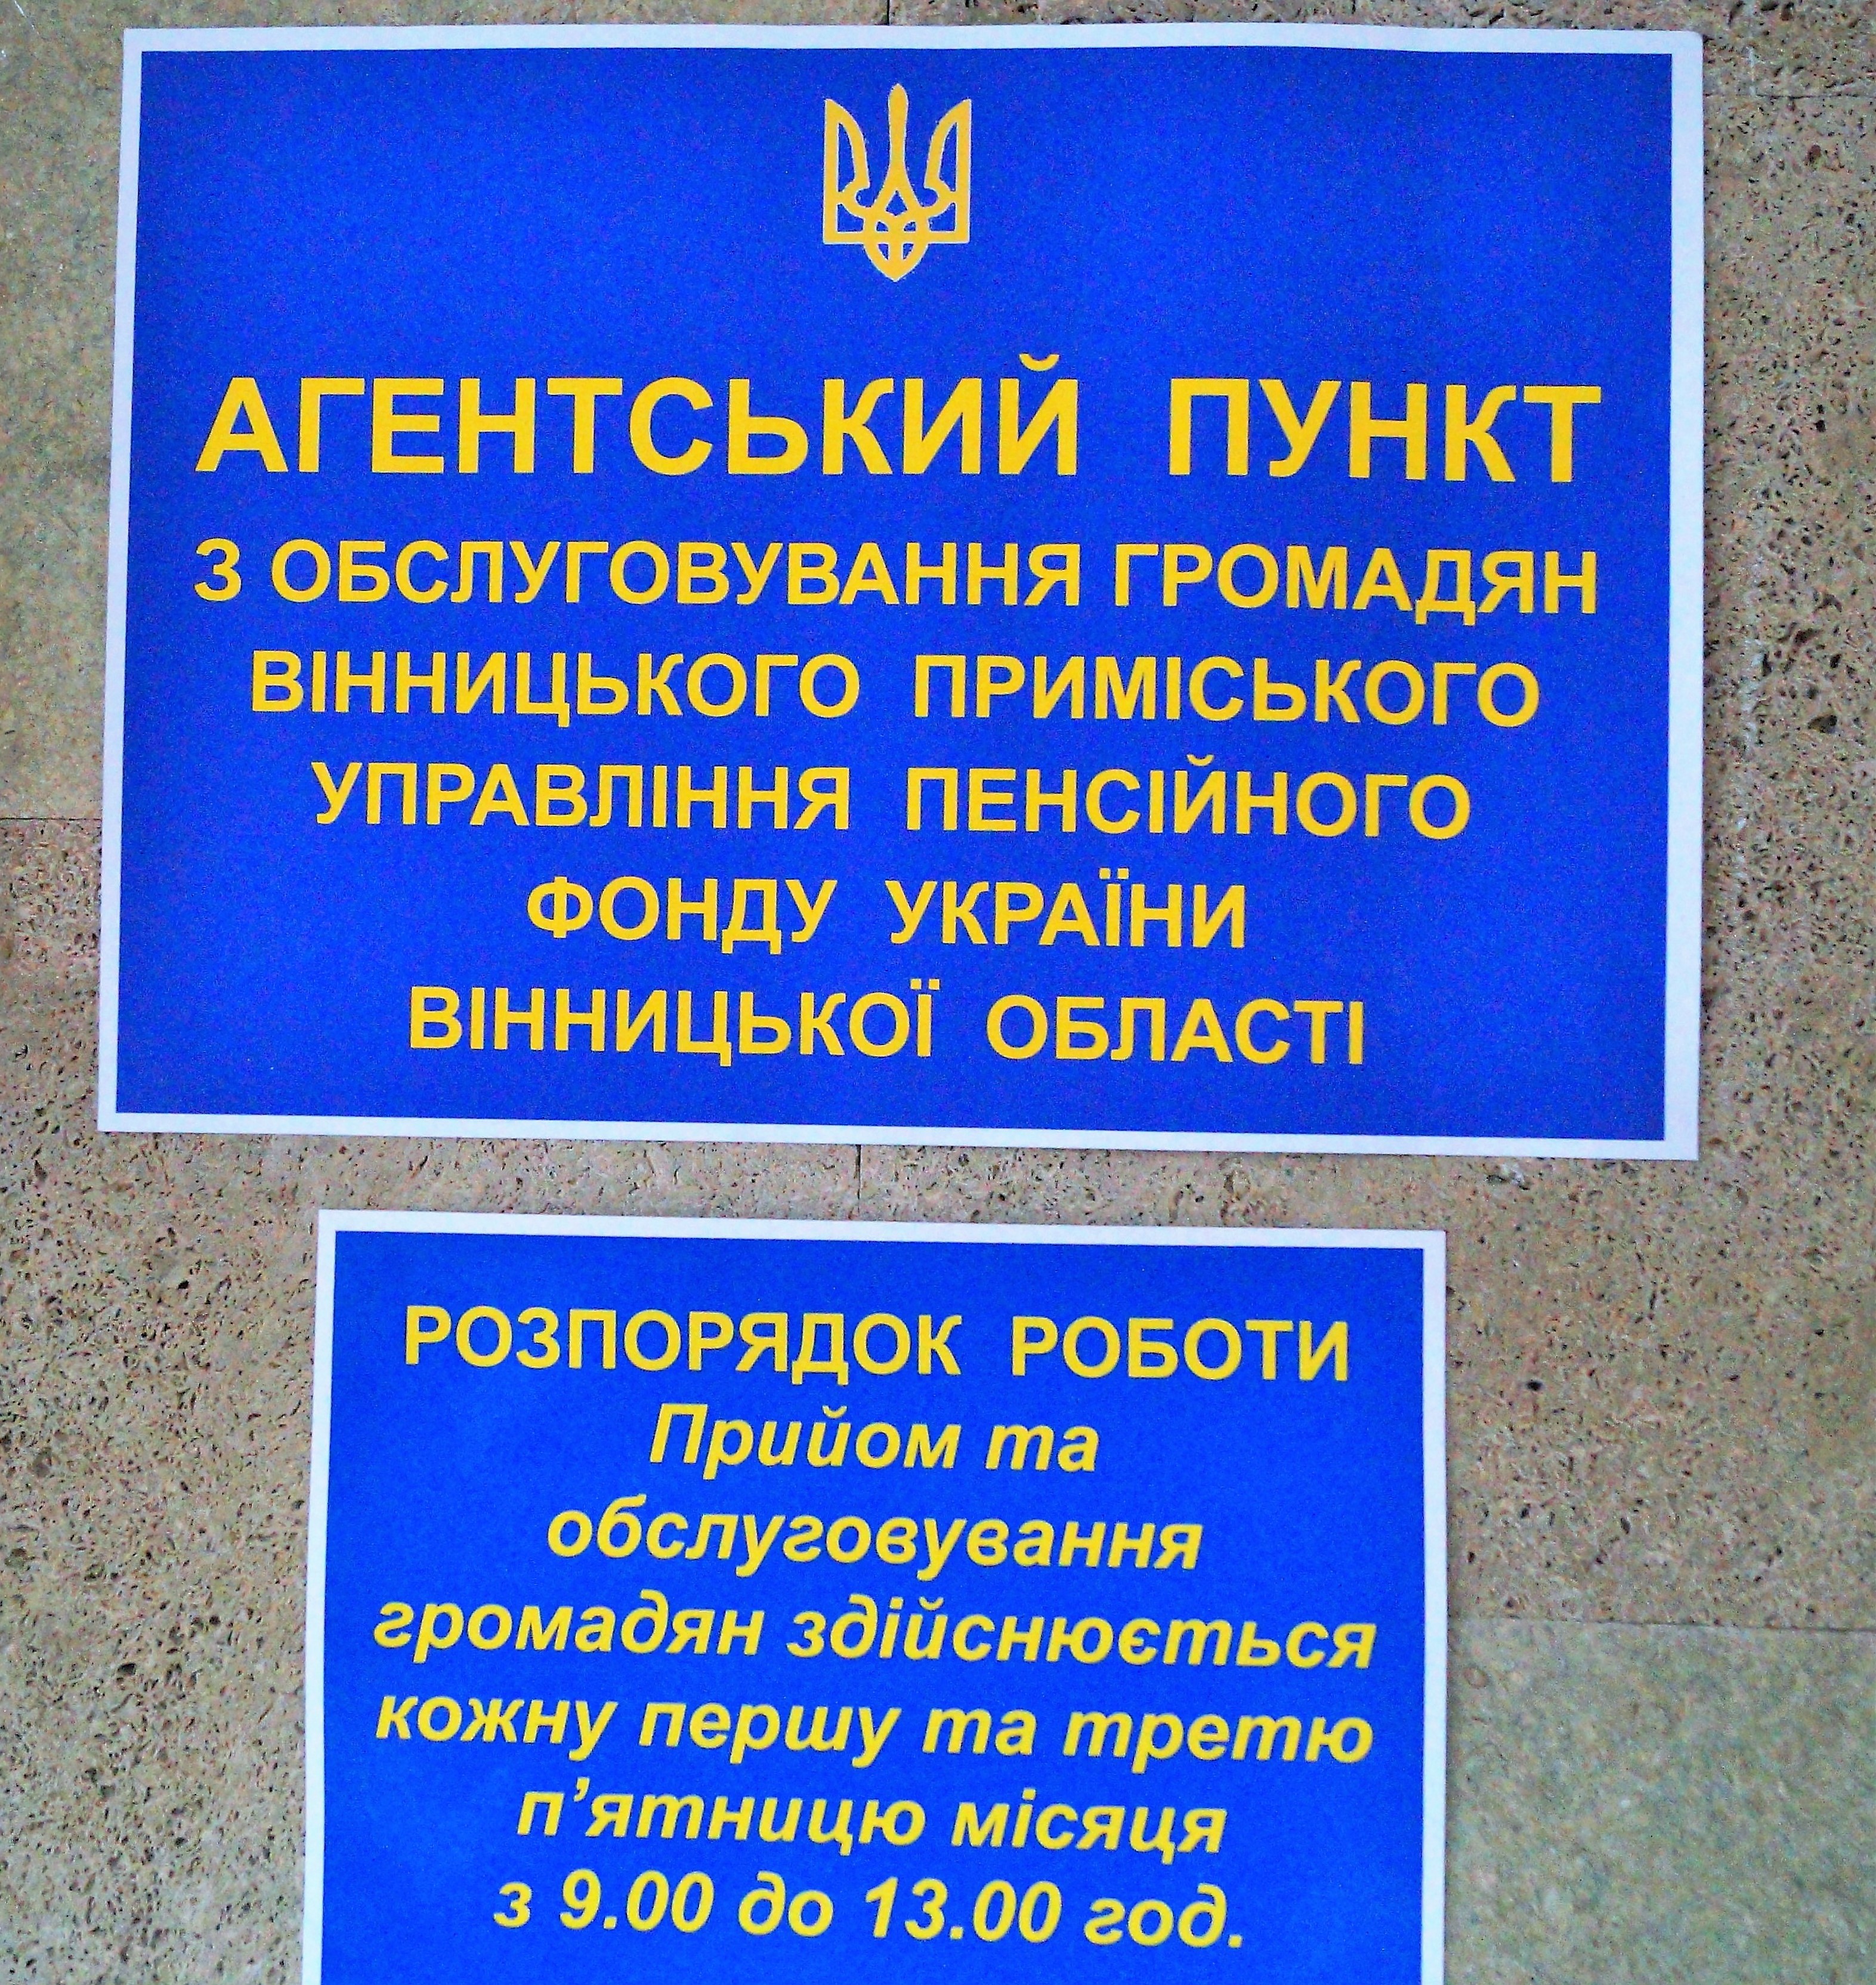 АГЕНТСЬКИЙ ПУНКТ
З ОБСЛУГОВУВАННЯ ГРОМАДЯН
ВІННИЦЬКОГО ПРИМІСЬКОГО
УПРАВЛІННЯ ПЕНСІЙНОГО
ФОНДУ УКРАЇНИ
ВІННИЦЬКОЇ ОБЛАСТІ
РОЗПОРЯДОК РОБОТИ
Прийом та
обслуговування
громадян здійснюється
кожну першу та третю
п’ятницю місяця
з 9.00 до 13.00 год.